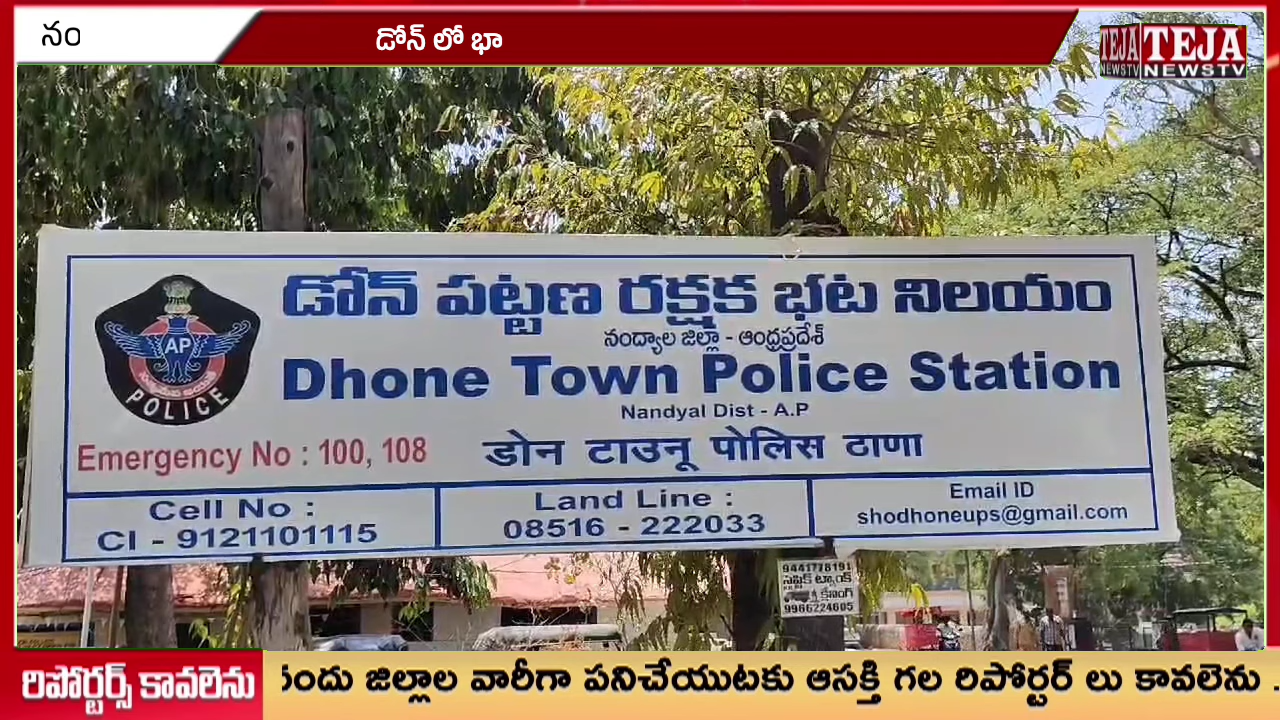 నం
డోన్ లో భా
TEJA TEJA
NEWSTV NEWSTV
డోన్ పట్టణ రక్షక భట నిలయం
నంద్యాల జిల్లా - ఆంధ్రప్రదేశ్
Dhone Town Police Station
Nandyal Dist - A.P
AP
POLICE
Emergency No : 100, 108
डोन टाउनू पोलिस ठाणा
Cell No :
CI - 9121101115
Land Line :
08516 - 222033
Email ID
shodhoneups@gmail.com
9441778191
సెప్టిక్ ట్యాంక్
క్లీనింగ్
9966224605
రిపోర్టర్స్ కావలెను
జిల్లాల వారీగా పనిచేయుటకు ఆసక్తి గల రిపోర్టర్ లు కావలెను